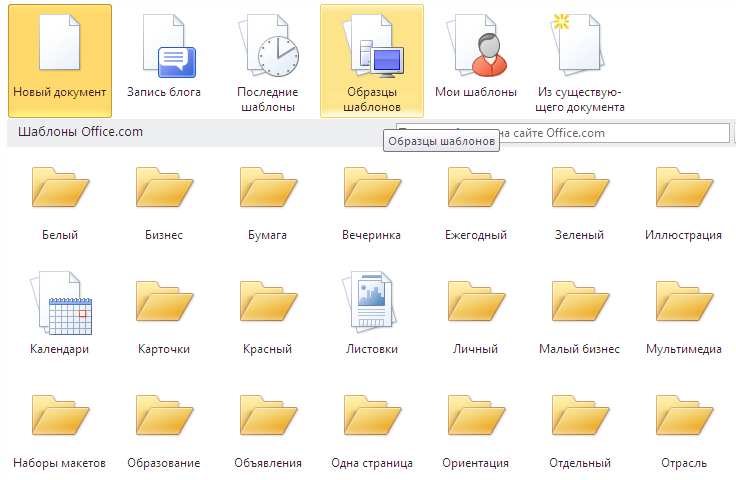 Новый документ
Запись блога
Последние
шаблоны
Образцы
шаблонов
Мои шаблоны
Из существую-
щего документа
Шаблоны Office.com
на сайте Office.com
Образцы шаблонов
Белый
Бизнес
Бумага
Вечеринка
Ежегодный
Зеленый
Иллюстрация
Календари
Карточки
Красный
Листовки
Личный
Малый бизнес
Мультимедиа
Наборы макетов
Образование
Объявления
Одна страница
Ориентация
Отдельный
Отрасль